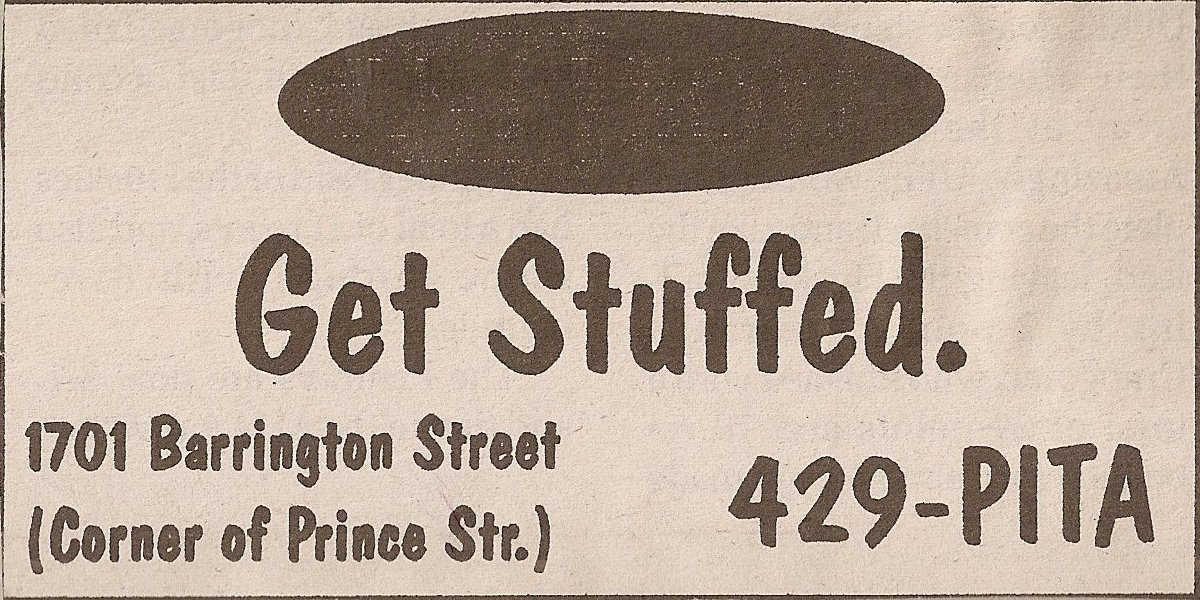 Get Stuffed.
1701 Barrington Street
(Corner of Prince Str.)
429-PITA